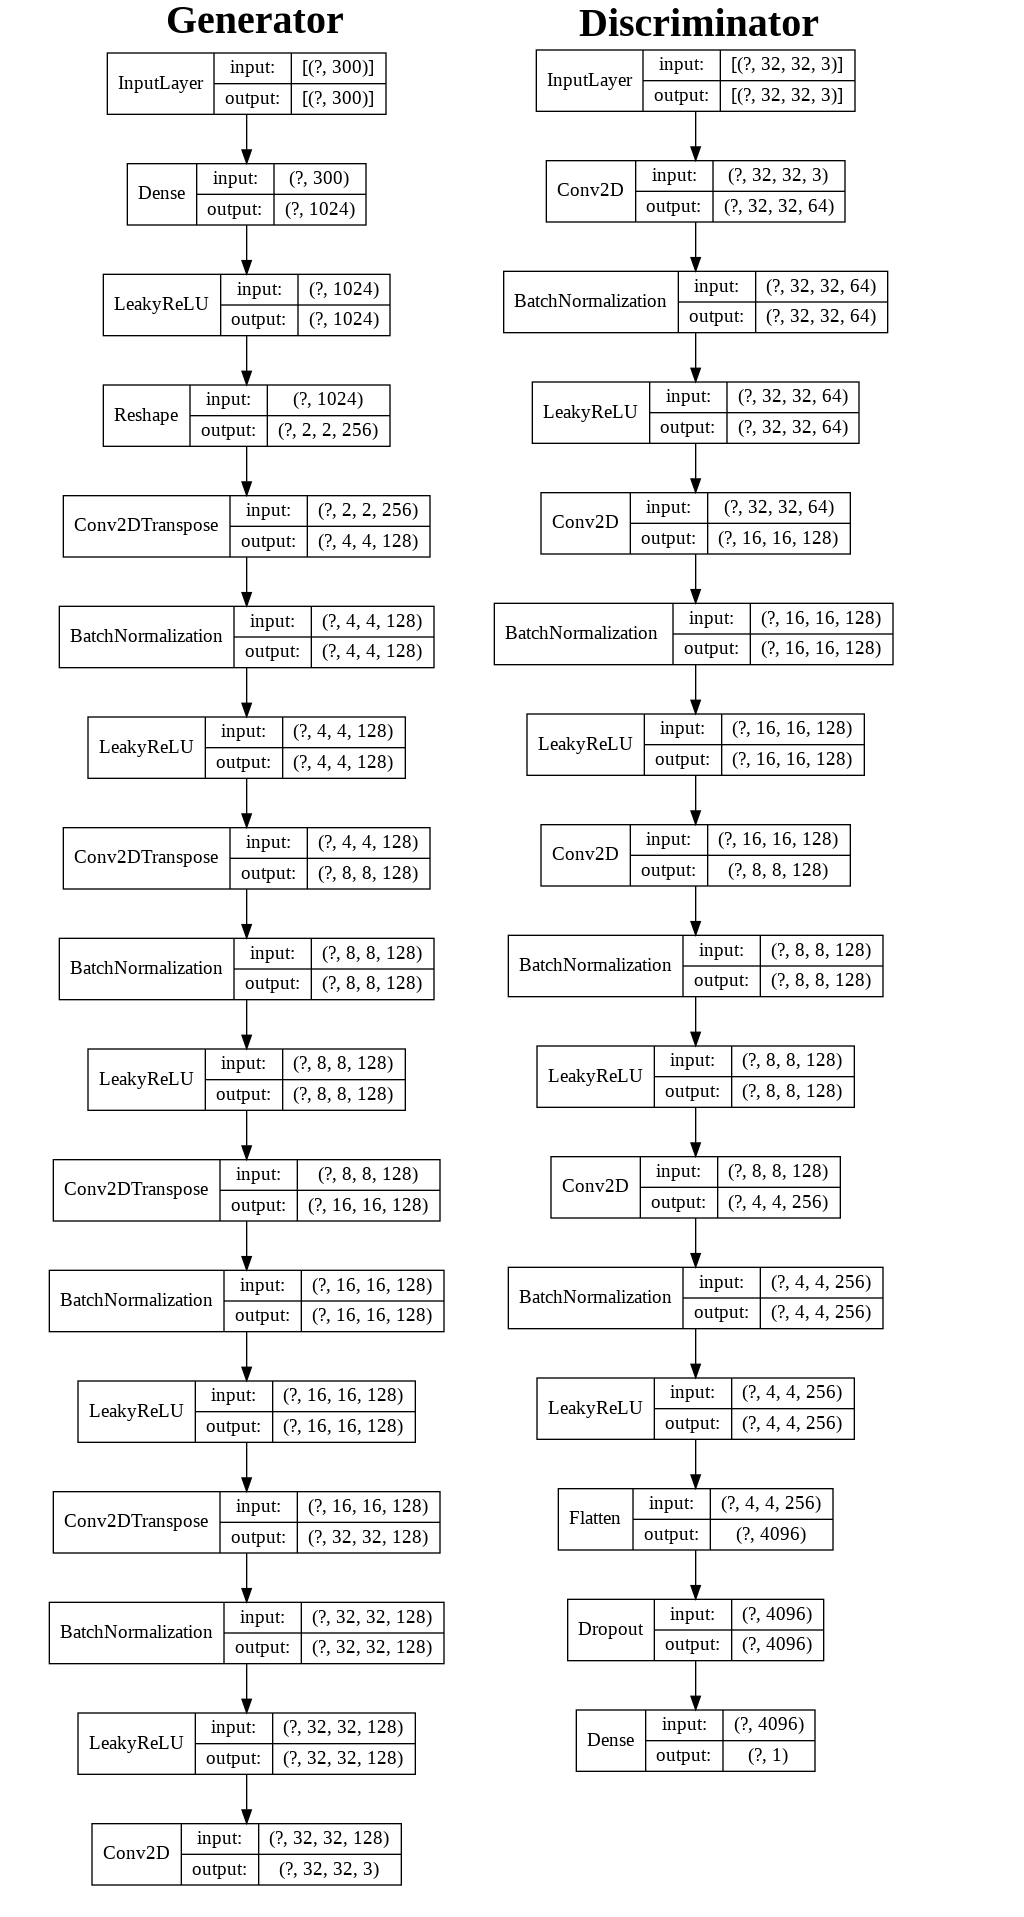 Generator
InputLayer
input: [(?, 300)]
output: [(?, 300)]
Dense
input: (?, 300)
output: (?, 1024)
LeakyReLU
input: (?, 1024)
output: (?, 1024)
Reshape
input: (?, 1024)
output: (?, 2, 2, 256)
Conv2DTranspose
input: (?, 2, 2, 256)
output: (?, 4, 4, 128)
BatchNormalization
input: (?, 4, 4, 128)
output: (?, 4, 4, 128)
LeakyReLU
input: (?, 4, 4, 128)
output: (?, 4, 4, 128)
Conv2DTranspose
input: (?, 4, 4, 128)
output: (?, 8, 8, 128)
BatchNormalization
input: (?, 8, 8, 128)
output: (?, 8, 8, 128)
LeakyReLU
input: (?, 8, 8, 128)
output: (?, 8, 8, 128)
Conv2DTranspose
input: (?, 8, 8, 128)
output: (?, 16, 16, 128)
BatchNormalization
input: (?, 16, 16, 128)
output: (?, 16, 16, 128)
LeakyReLU
input: (?, 16, 16, 128)
output: (?, 16, 16, 128)
Conv2DTranspose
input: (?, 16, 16, 128)
output: (?, 32, 32, 128)
BatchNormalization
input: (?, 32, 32, 128)
output: (?, 32, 32, 128)
LeakyReLU
input: (?, 32, 32, 128)
output: (?, 32, 32, 128)
Conv2D
input: (?, 32, 32, 128)
output: (?, 32, 32, 3)
Discriminator
InputLayer
input: [(?, 32, 32, 3)]
output: [(?, 32, 32, 3)]
Conv2D
input: (?, 32, 32, 3)
output: (?, 32, 32, 64)
BatchNormalization
input: (?, 32, 32, 64)
output: (?, 32, 32, 64)
LeakyReLU
input: (?, 32, 32, 64)
output: (?, 32, 32, 64)
Conv2D
input: (?, 32, 32, 64)
output: (?, 16, 16, 128)
BatchNormalization
input: (?, 16, 16, 128)
output: (?, 16, 16, 128)
LeakyReLU
input: (?, 16, 16, 128)
output: (?, 16, 16, 128)
Conv2D
input: (?, 16, 16, 128)
output: (?, 8, 8, 128)
BatchNormalization
input: (?, 8, 8, 128)
output: (?, 8, 8, 128)
LeakyReLU
input: (?, 8, 8, 128)
output: (?, 8, 8, 128)
Conv2D
input: (?, 8, 8, 128)
output: (?, 4, 4, 256)
BatchNormalization
input: (?, 4, 4, 256)
output: (?, 4, 4, 256)
LeakyReLU
input: (?, 4, 4, 256)
output: (?, 4, 4, 256)
Flatten
input: (?, 4, 4, 256)
output: (?, 4096)
Dropout
input: (?, 4096)
output: (?, 4096)
Dense
input: (?, 4096)
output: (?, 1)